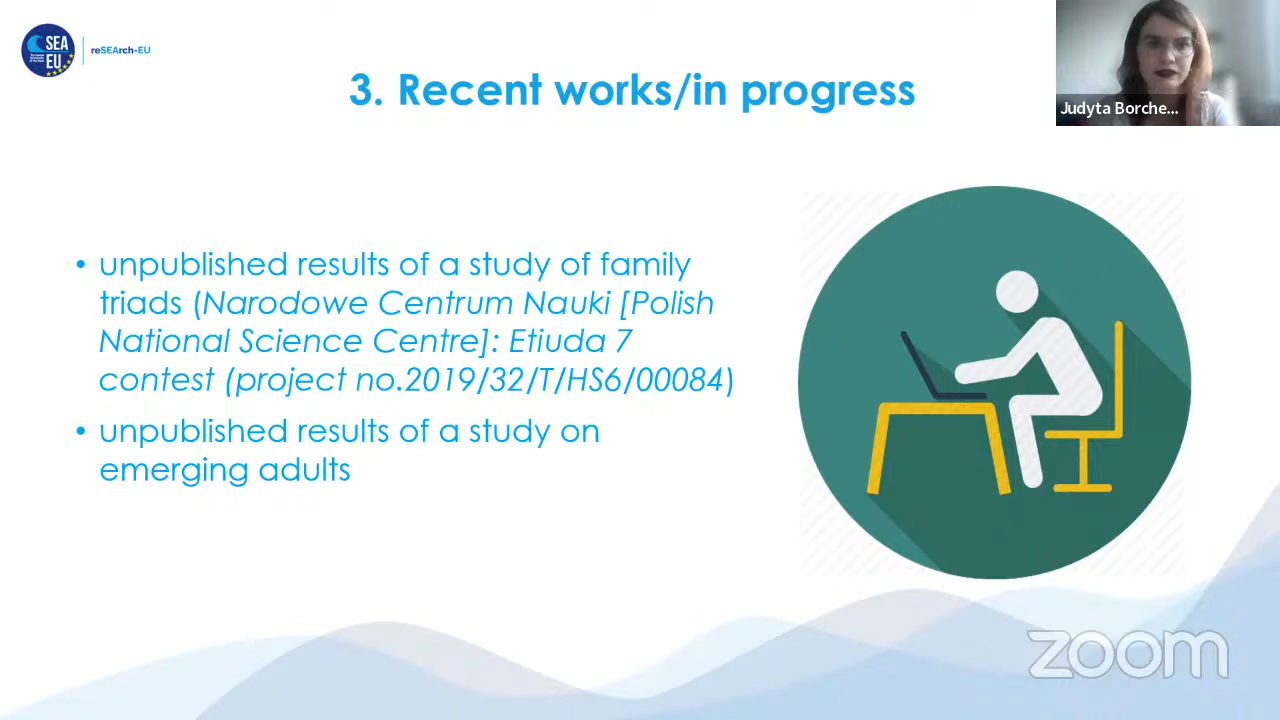 SEA
EU
reSEArch-EU
3. Recent works/in progress
Judyta Borche...
• unpublished results of a study of family
triads (Narodowe Centrum Nauki [Polish
National Science Centre]: Etiuda 7
contest (project no.2019/32/T/HS6/00084)
• unpublished results of a study on
emerging adults
zoom